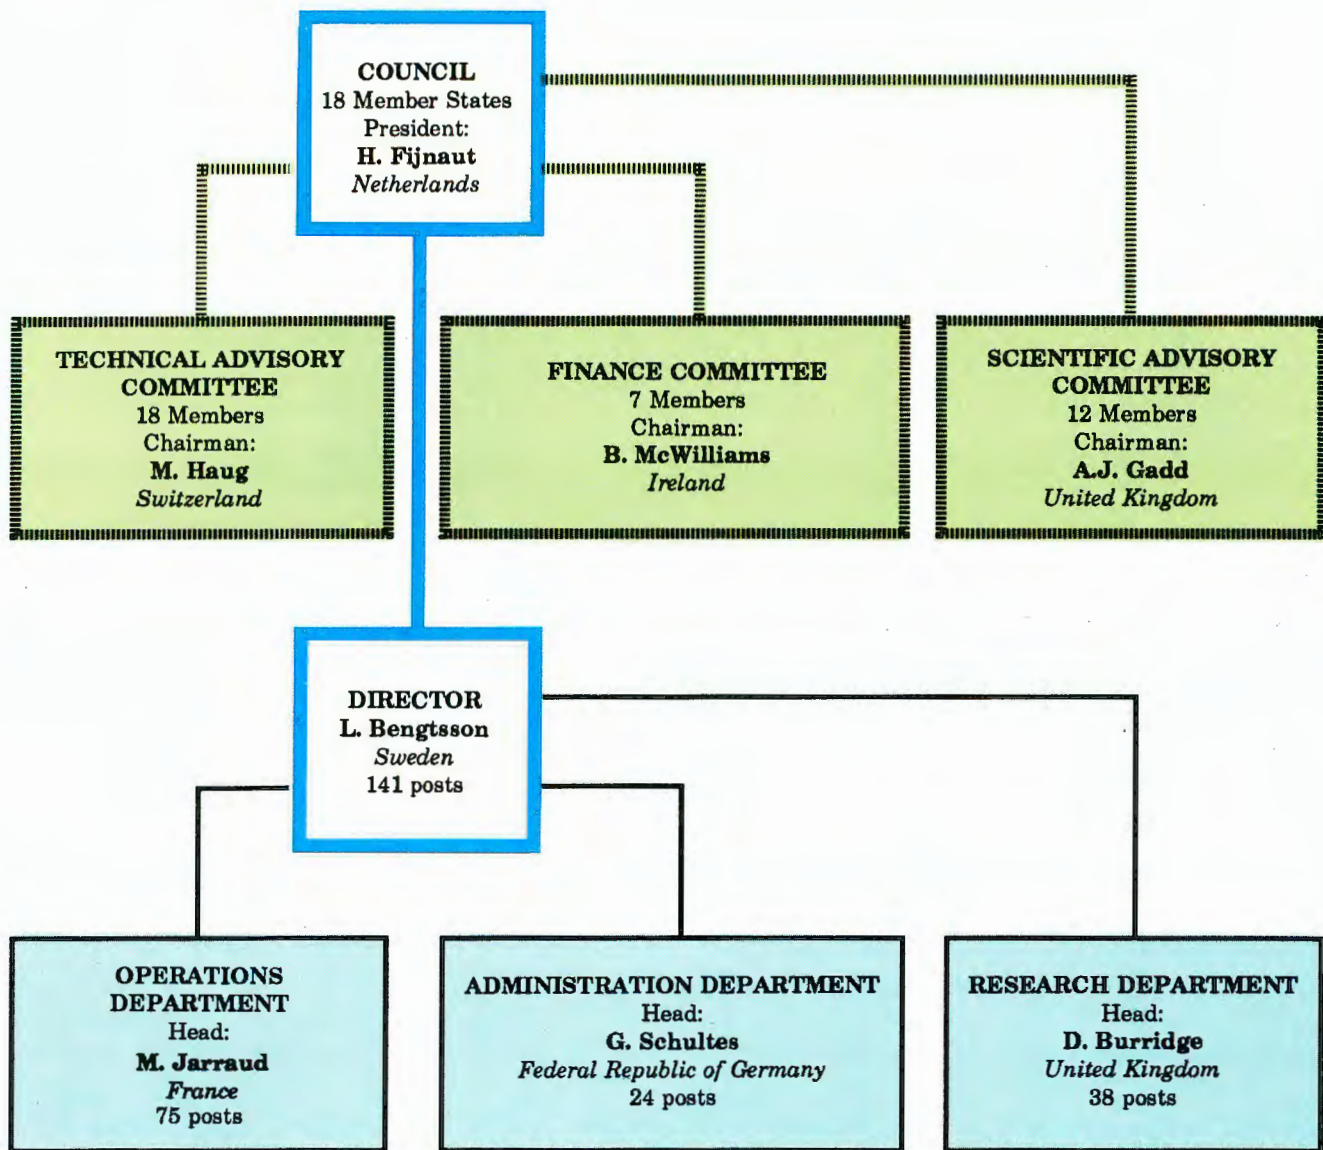 COUNCIL
18 Member States
President:
H. Fijnaut
Netherlands
TECHNICAL ADVISORY
COMMITTEE
18 Members
Chairman:
M. Haug
Switzerland
FINANCE COMMITTEE
7 Members
Chairman:
B. McWilliams
Ireland
SCIENTIFIC ADVISORY
COMMITTEE
12 Members
Chairman:
A.J. Gadd
United Kingdom
DIRECTOR
L. Bengtsson
Sweden
141 posts
OPERATIONS
DEPARTMENT
Head:
M. Jarraud
France
75 posts
ADMINISTRATION DEPARTMENT
Head:
G. Schultes
Federal Republic of Germany
24 posts
RESEARCH DEPARTMENT
Head:
D. Burridge
United Kingdom
38 posts